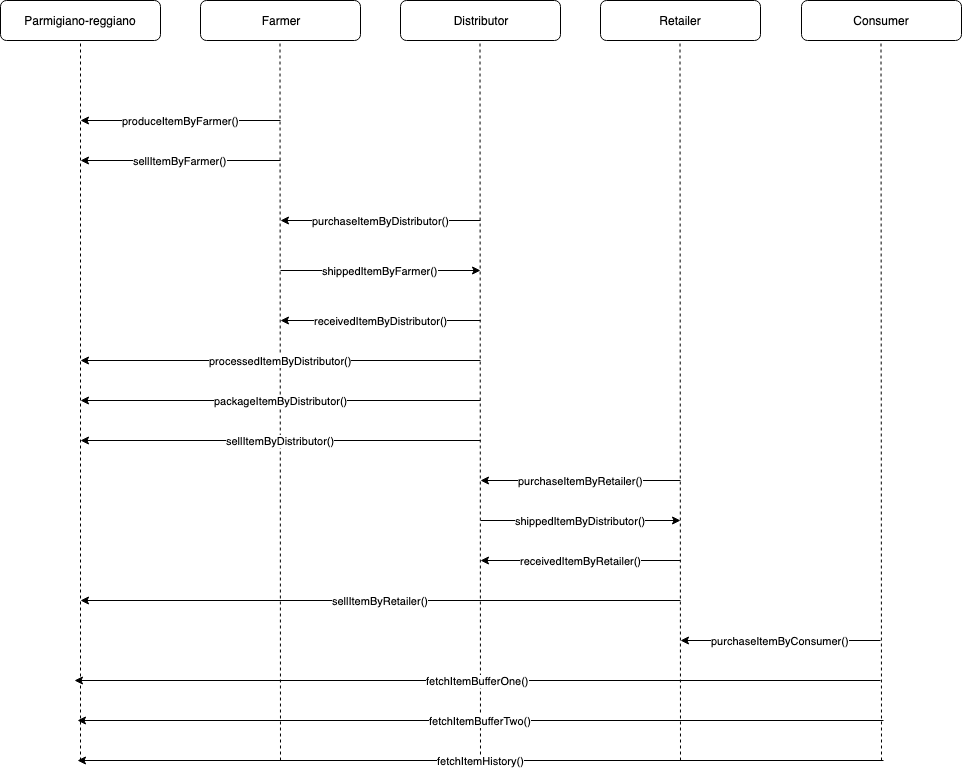 Parmigiano-reggiano
Farmer
Distributor
Retailer
Consumer
produceItemByFarmer()
sellItemByFarmer()
purchaseItemByDistributor()
shippedItemByFarmer()
receivedItemByDistributor()
processedItemByDistributor()
packageItemByDistributor()
sellItemByDistributor()
purchaseItemByRetailer()
shippedItemByDistributor()
receivedItemByRetailer()
sellItemByRetailer()
purchaseItemByConsumer()
fetchItemBufferOne()
fetchItemBufferTwo()
fetchItemHistory()